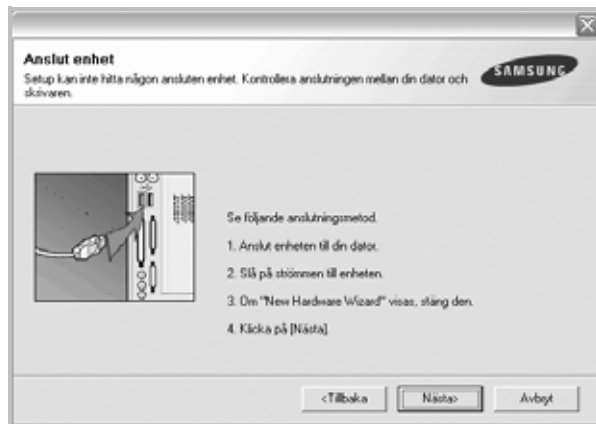 Anslut enhet
Setup kan inte hitta någon ansluten enhet. Kontrollera anslutningen mellan din dator och
skrivaren.
SAMSUNG
Se följande anslutningsmetod.
1. Anslut enheten till din dator.
2. Slå på strömmen till enheten.
3. Om "New Hardware Wizard" visas, stäng den.
4. Klicka på [Nästa].
<Tillbaka
Nästa>
Avbryt